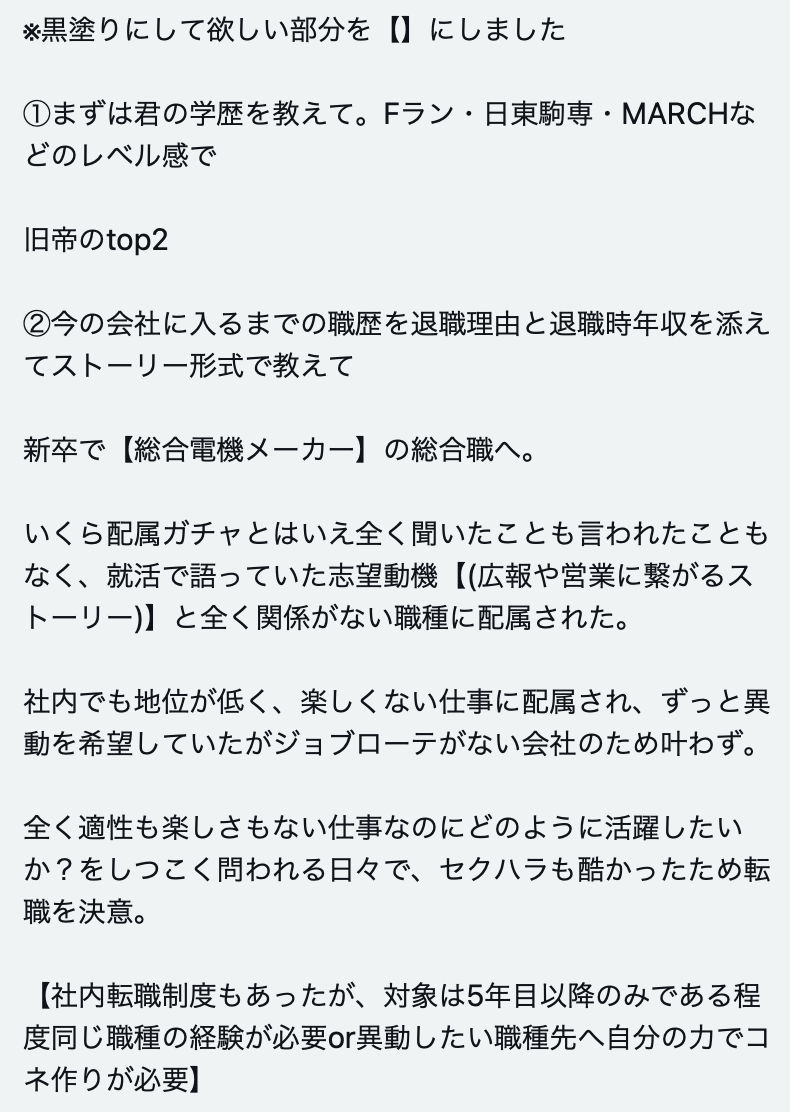 ※黒塗りにして欲しい部分を【】にしました
①まずは君の学歴を教えて。Fラン・日東駒専・MARCHな
どのレベル感で
旧帝のtop2
②今の会社に入るまでの職歴を退職理由と退職時年収を添え
てストーリー形式で教えて
新卒で【総合電機メーカー】の総合職へ。
いくら配属ガチャとはいえ全く聞いたことも言われたことも
なく、就活で語っていた志望動機【(広報や営業に繋がるス
トーリー)】と全く関係がない職種に配属された。
社内でも地位が低く、楽しくない仕事に配属され、ずっと異
動を希望していたがジョブローテがない会社のため叶わず。
全く適性も楽しさもない仕事なのにどのように活躍したい
か？をしつこく問われる日々で、セクハラも酷かったため転
職を決意。
【社内転職制度もあったが、対象は5年目以降のみである程
度同じ職種の経験が必要or異動したい職種先へ自分の力でコ
ネ作りが必要】